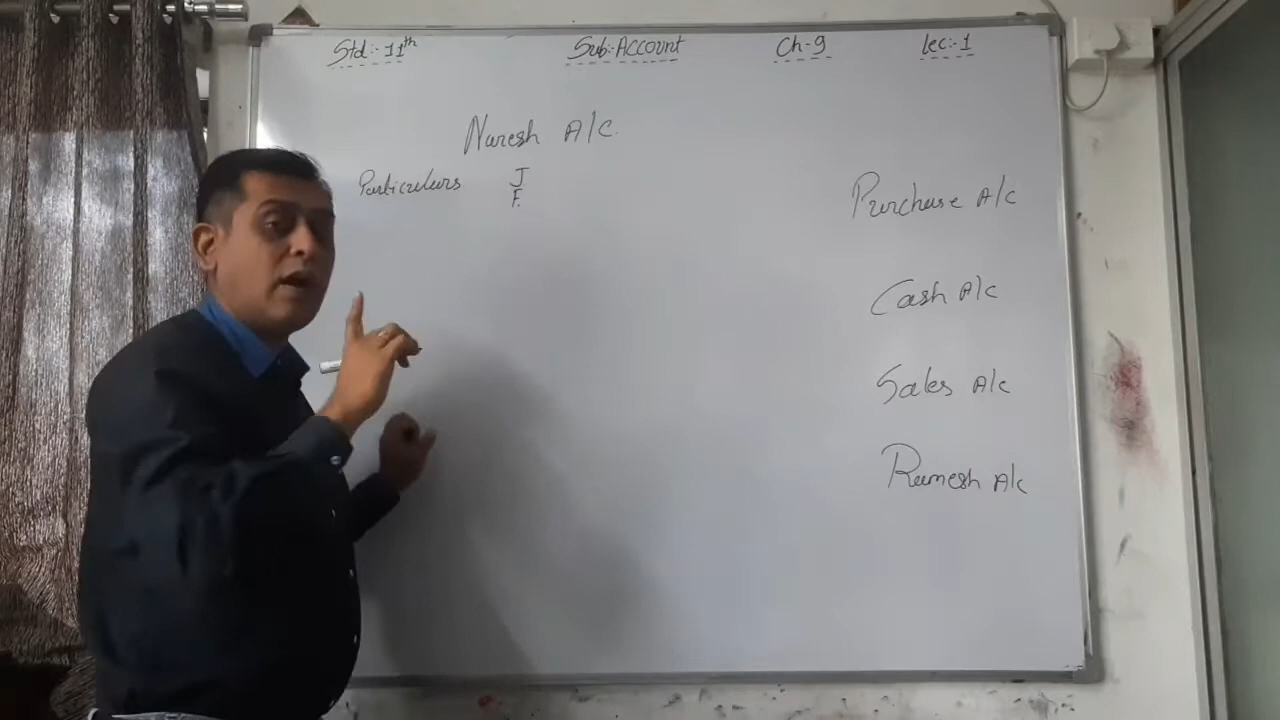 Std:-11th Sub:-Account Ch-9 Lec:-1
Naresh A/c.
Particulars J
F.
Purchase A/c
Cash A/c
Sales A/c
Ramesh A/c